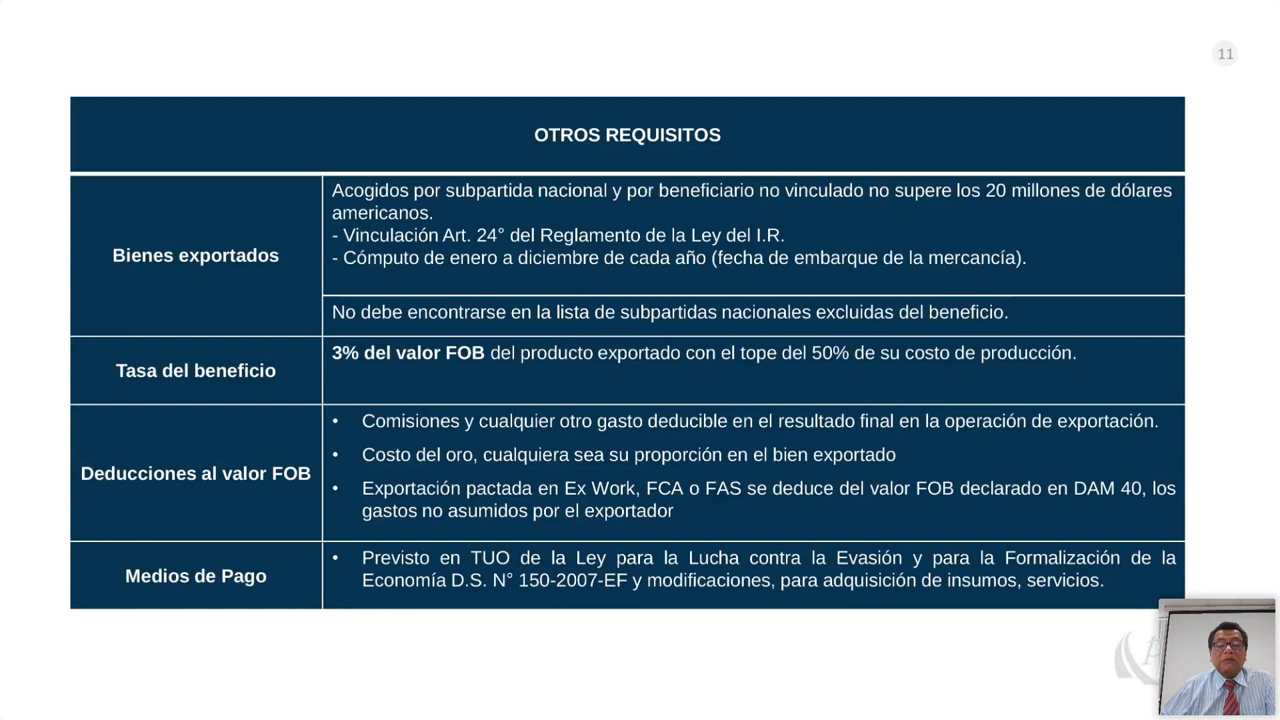 11
OTROS REQUISITOS
Bienes exportados
Acogidos por subpartida nacional y por beneficiario no vinculado no supere los 20 millones de dólares
americanos.
- Vinculación Art. 24° del Reglamento de la Ley del I.R.
- Cómputo de enero a diciembre de cada año (fecha de embarque de la mercancía).
No debe encontrarse en la lista de subpartidas nacionales excluidas del beneficio.
Tasa del beneficio
3% del valor FOB del producto exportado con el tope del 50% de su costo de producción.
Deducciones al valor FOB
• Comisiones y cualquier otro gasto deducible en el resultado final en la operación de exportación.
• Costo del oro, cualquiera sea su proporción en el bien exportado
• Exportación pactada en Ex Work, FCA o FAS se deduce del valor FOB declarado en DAM 40, los
gastos no asumidos por el exportador
Medios de Pago
• Previsto en TUO de la Ley para la Lucha contra la Evasión y para la Formalización de la
Economía D.S. N° 150-2007-EF y modificaciones, para adquisición de insumos, servicios.